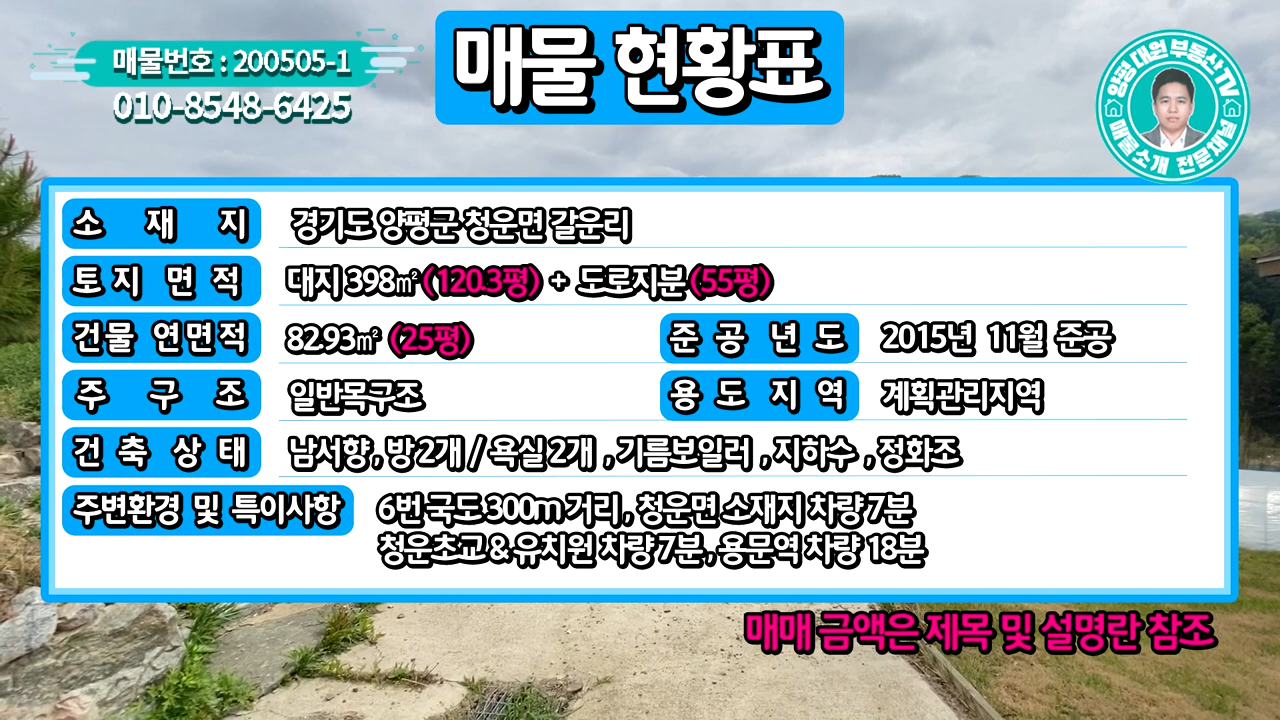 매물번호 : 200505-1
010-8548-6425
매물 현황표
양평 대원 부동산 TV
매물소개 전문채널
소 재 지 경기도 양평군 청운면 갈운리
토 지 면 적 대지 398㎡ (120.3평) + 도로지분 (55평)
건물 연면적 82.93㎡ (25평) 준 공 년 도 2015년 11월 준공
주 구 조 일반목구조 용 도 지 역 계획관리지역
건 축 상 태 남서향 , 방 2개 / 욕실 2개 , 기름보일러 , 지하수 , 정화조
주변환경 및 특이사항 6번 국도 300m 거리 , 청운면 소재지 차량 7분
청운초교 & 유치원 차량 7분 , 용문역 차량 18분
매매 금액은 제목 및 설명란 참조